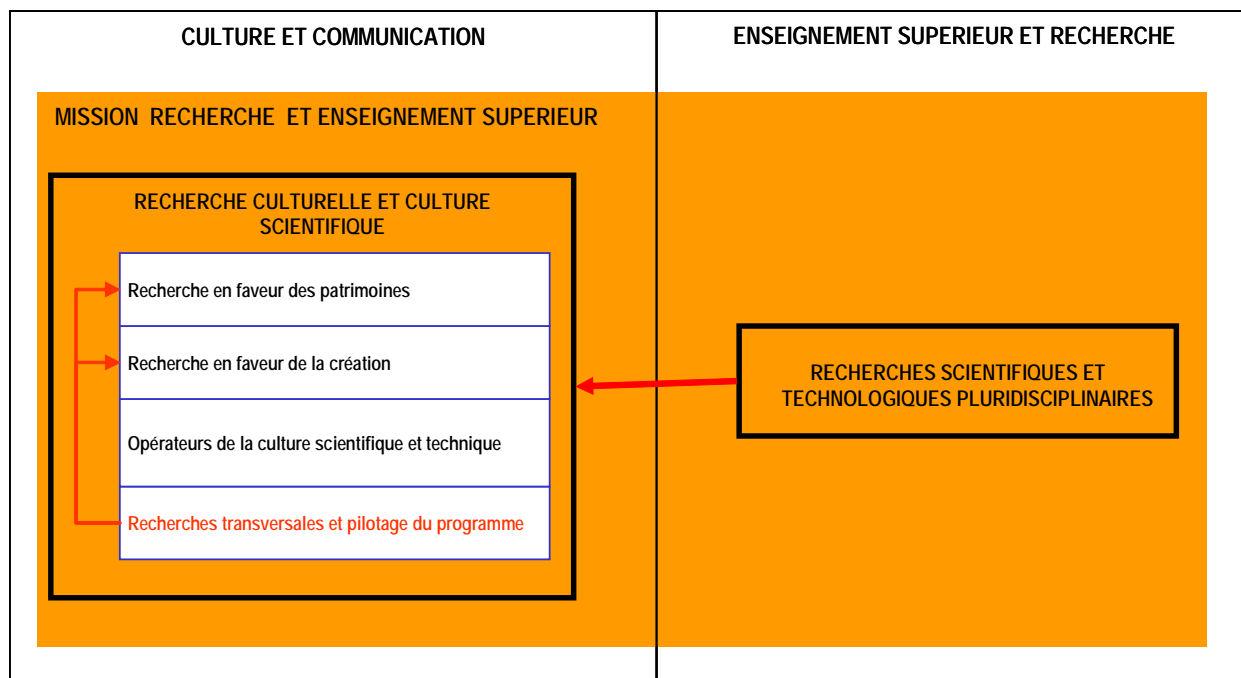 CULTURE ET COMMUNICATION
ENSEIGNEMENT SUPERIEUR ET RECHERCHE
MISSION RECHERCHE ET ENSEIGNEMENT SUPERIEUR
RECHERCHE CULTURELLE ET CULTURE
SCIENTIFIQUE
Recherche en faveur des patrimoines
Recherche en faveur de la création
Opérateurs de la culture scientifique et technique
Recherches transversales et pilotage du programme
RECHERCHES SCIENTIFIQUES ET
TECHNOLOGIQUES PLURIDISCIPLINAIRES